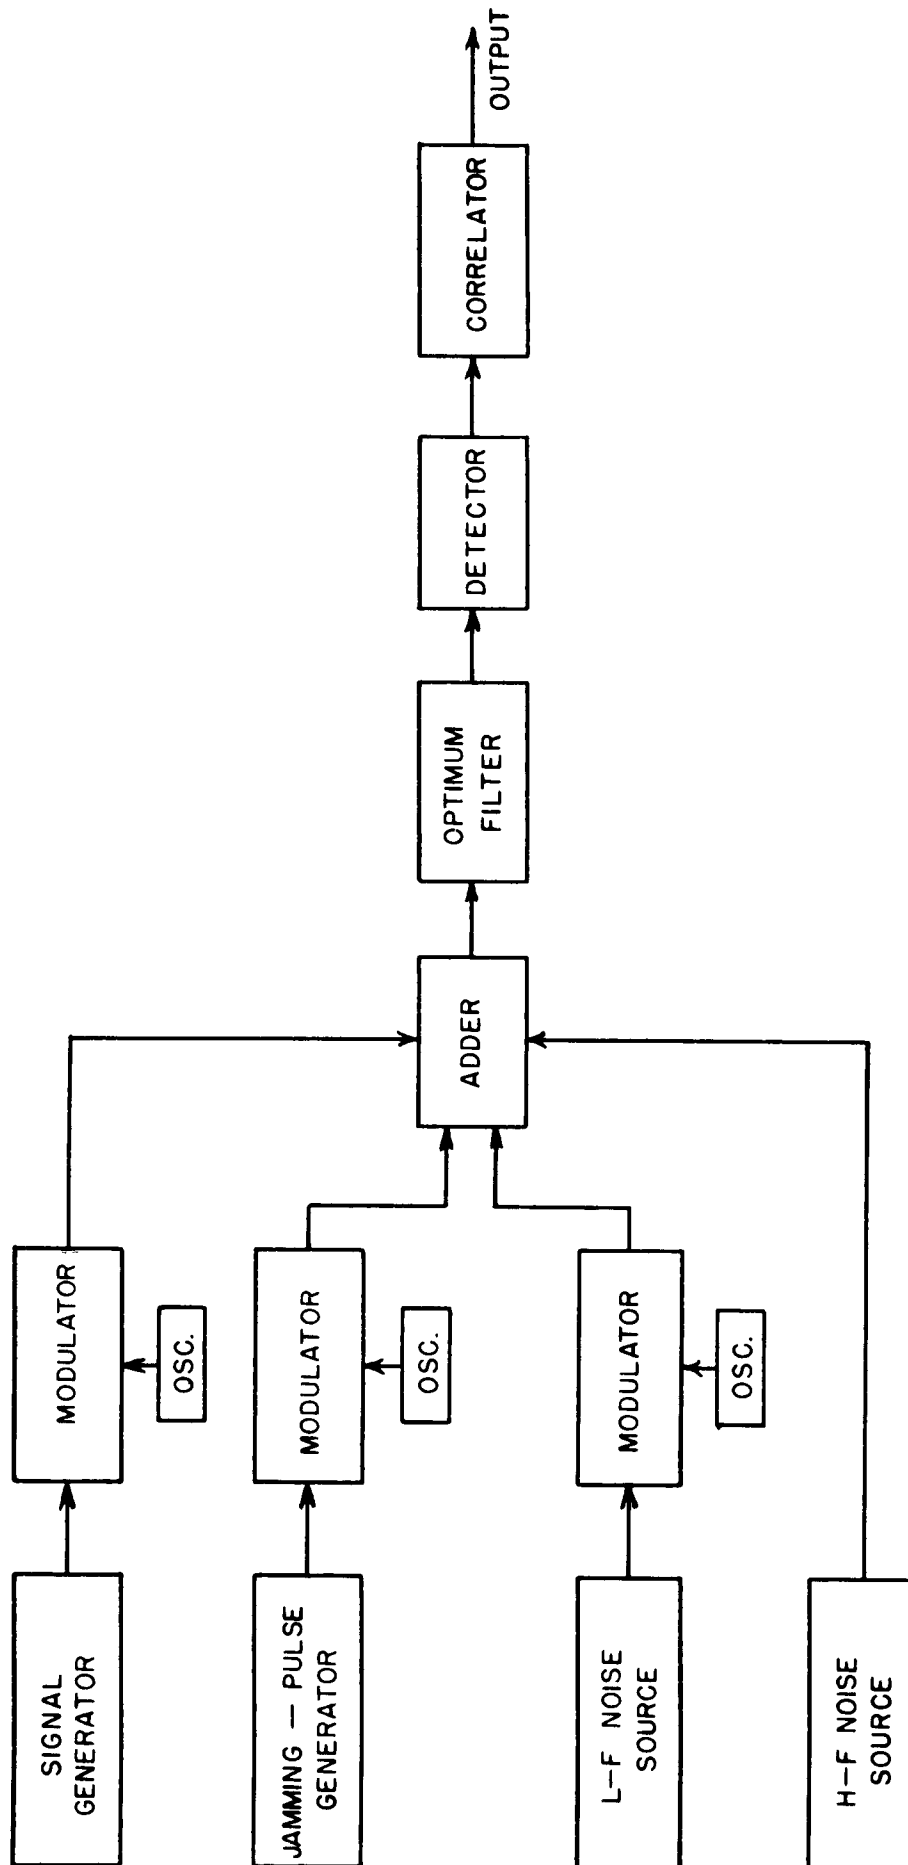 SIGNAL
GENERATOR
MODULATOR
OSC.
JAMMING — PULSE
GENERATOR
MODULATOR
OSC.
L–F NOISE
SOURCE
MODULATOR
OSC.
H–F NOISE
SOURCE
ADDER
OPTIMUM
FILTER
DETECTOR
CORRELATOR
OUTPUT